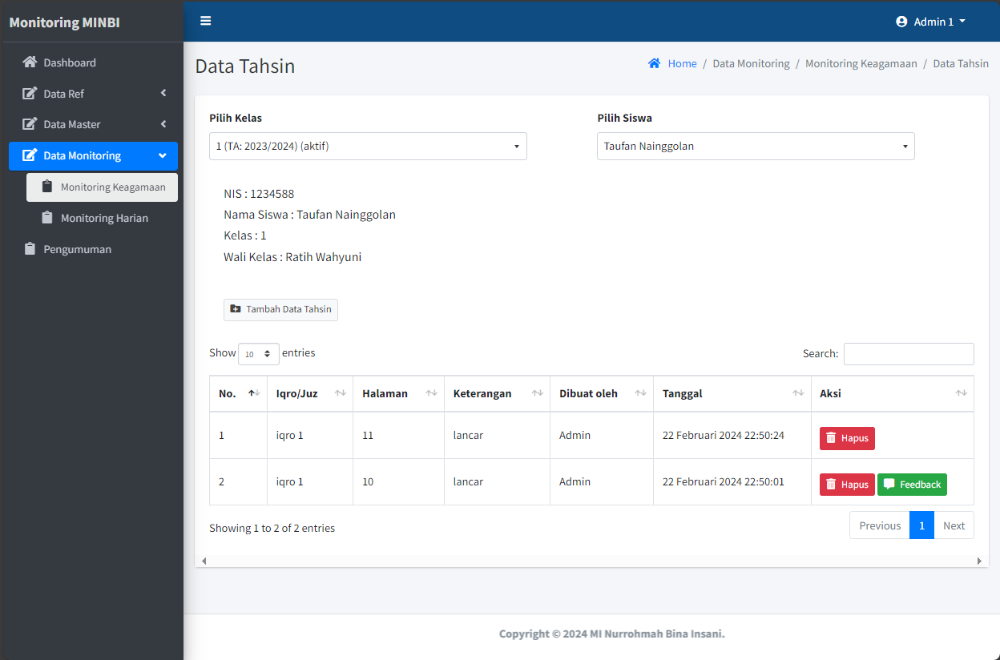 Monitoring MINBI
Admin 1
Dashboard
Data Ref
Data Master
Data Monitoring
Monitoring Keagamaan
Monitoring Harian
Pengumuman
Data Tahsin
Home / Data Monitoring / Monitoring Keagamaan / Data Tahsin
Pilih Kelas
Pilih Siswa
1 (TA: 2023/2024) (aktif)
Taufan Nainggolan
NIS : 1234588
Nama Siswa : Taufan Nainggolan
Kelas : 1
Wali Kelas : Ratih Wahyuni
Tambah Data Tahsin
Show 10 entries
Search:
No. Iqro/Juz Halaman Keterangan Dibuat oleh Tanggal Aksi
1 iqro 1 11 lancar Admin 22 Februari 2024 22:50:24 Hapus
2 iqro 1 10 lancar Admin 22 Februari 2024 22:50:01 Hapus Feedback
Showing 1 to 2 of 2 entries
Previous 1 Next
Copyright © 2024 MI Nurrohmah Bina Insani.